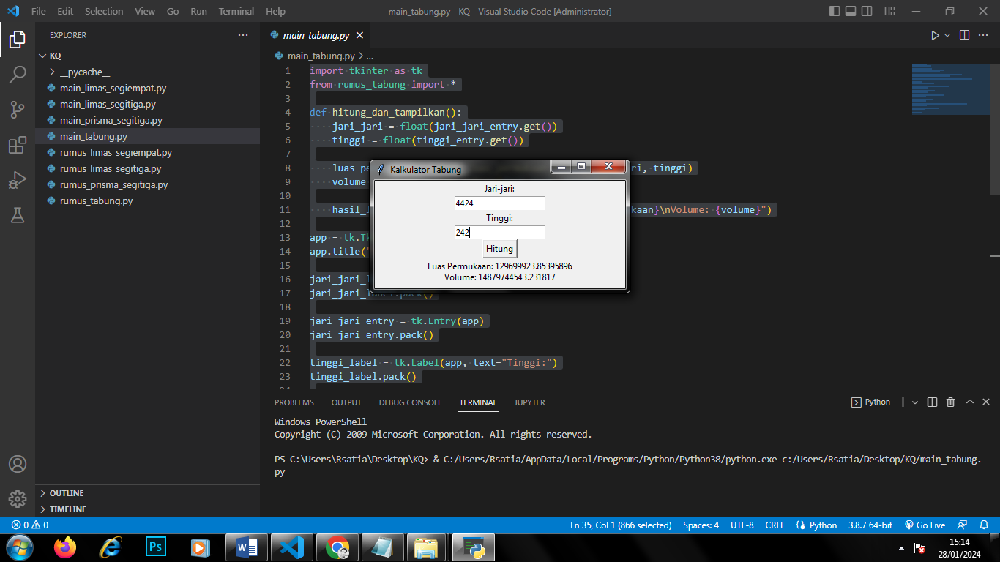 File Edit Selection View Go Run Terminal Help
main_tabung.py - KQ - Visual Studio Code [Administrator]
EXPLORER
KQ
__pycache__
main_limas_segiempat.py
main_limas_segitiga.py
main_prisma_segitiga.py
main_tabung.py
rumus_limas_segiempat.py
rumus_limas_segitiga.py
rumus_prisma_segitiga.py
rumus_tabung.py
OUTLINE
TIMELINE
main_tabung.py
main_tabung.py > ...
1 import tkinter as tk
2 from rumus_tabung import *
3
4 def hitung_dan_tampilkan():
5 jari_jari = float(jari_jari_entry.get())
6 tinggi = float(tinggi_entry.get())
7
8 luas_pe ri, tinggi)
9 volume
10
11 hasil_l kaan}\nVolume: {volume}")
12
13 app = tk.Tk
14 app.title(
15
16 jari_jari_l
17 jari_jari_label.pack()
18
19 jari_jari_entry = tk.Entry(app)
20 jari_jari_entry.pack()
21
22 tinggi_label = tk.Label(app, text="Tinggi:")
23 tinggi_label.pack()
Kalkulator Tabung
Jari-jari:
4424
Tinggi:
242
Hitung
Luas Permukaan: 129699923.85395896
Volume: 14879744543.231817
PROBLEMS OUTPUT DEBUG CONSOLE TERMINAL JUPYTER
Python
Windows PowerShell
Copyright (C) 2009 Microsoft Corporation. All rights reserved.
PS C:\Users\Rsatia\Desktop\KQ> & C:/Users/Rsatia/AppData/Local/Programs/Python/Python38/python.exe c:/Users/Rsatia/Desktop/KQ/main_tabung.
py
0 0
Ln 35, Col 1 (866 selected) Spaces: 4 UTF-8 CRLF Python 3.8.7 64-bit Go Live
Ps
W
15:14
28/01/2024